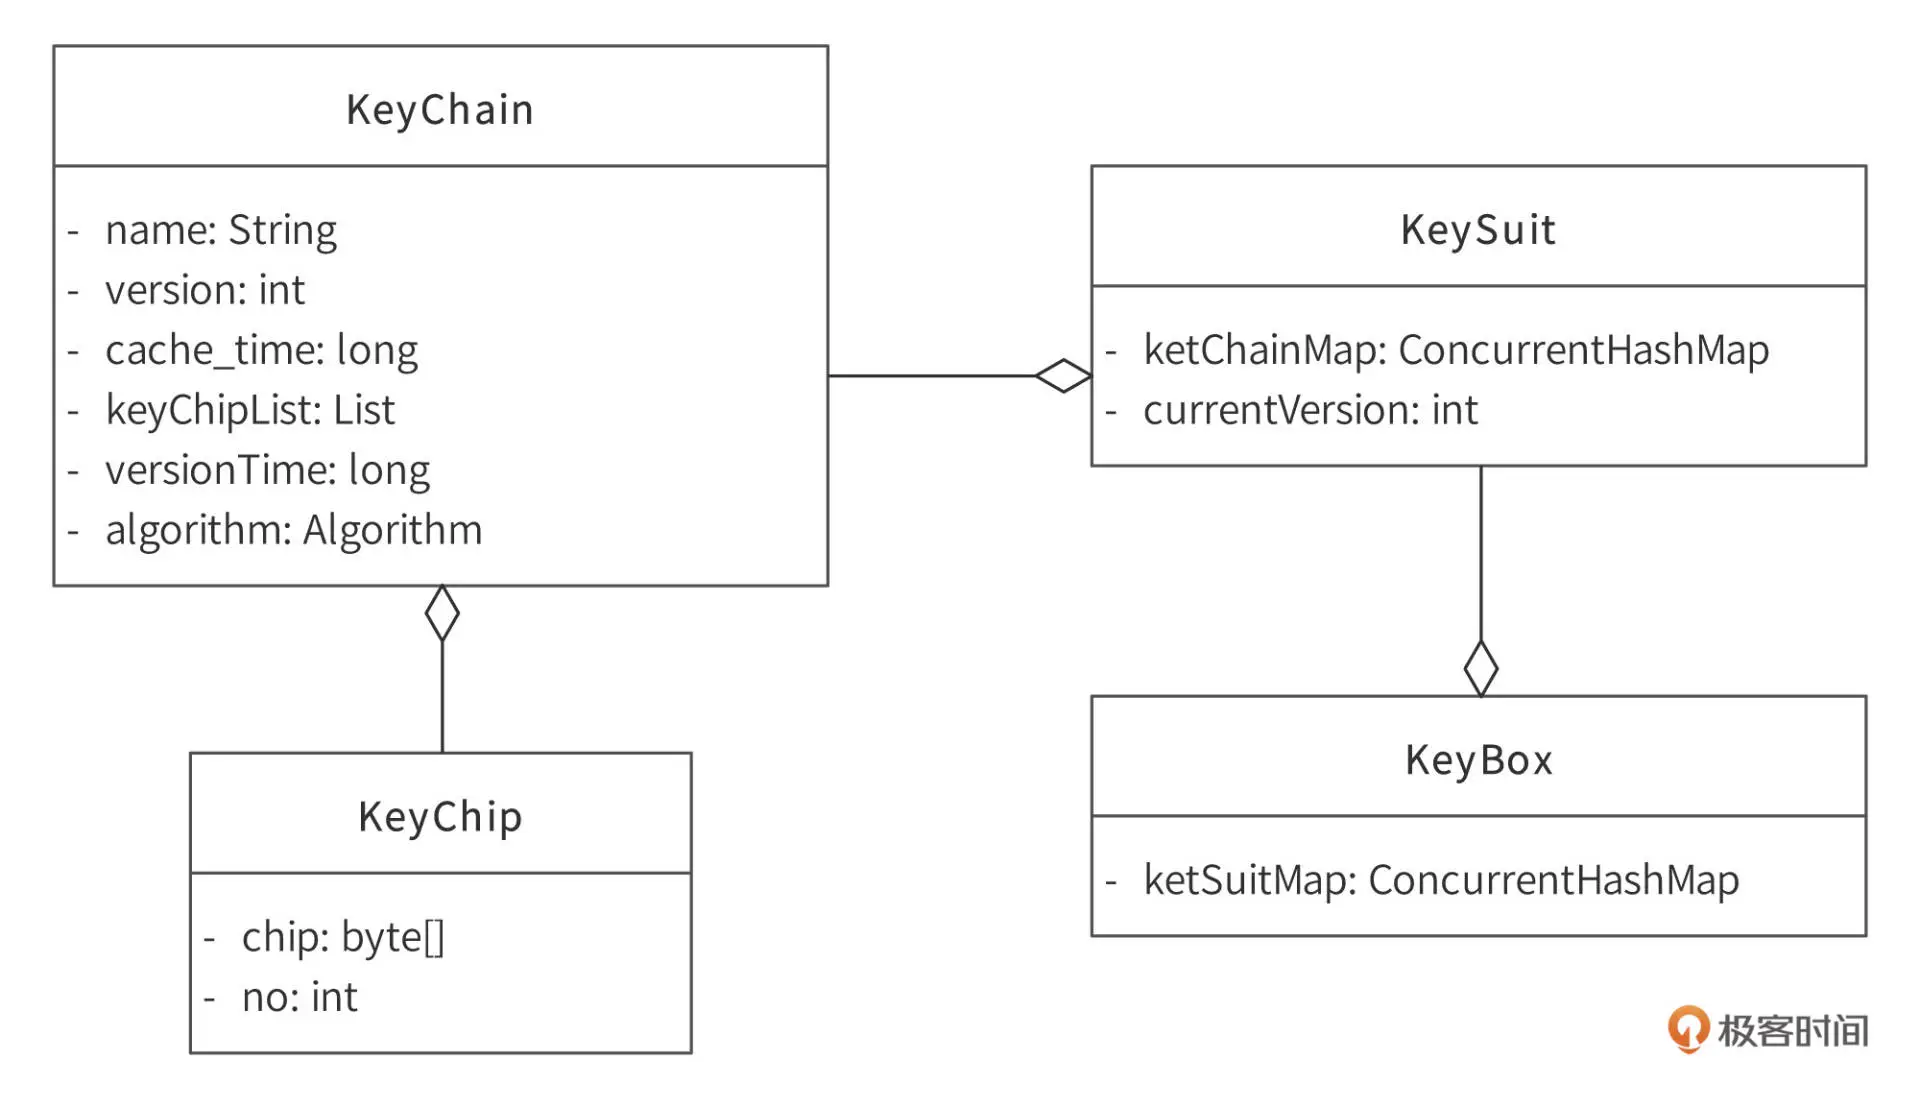 KeyChain
- name: String
- version: int
- cache_time: long
- keyChipList: List
- versionTime: long
- algorithm: Algorithm
KeySuit
- ketChainMap: ConcurrentHashMap
- currentVersion: int
KeyChip
- chip: byte[]
- no: int
KeyBox
- ketSuitMap: ConcurrentHashMap
极客时间